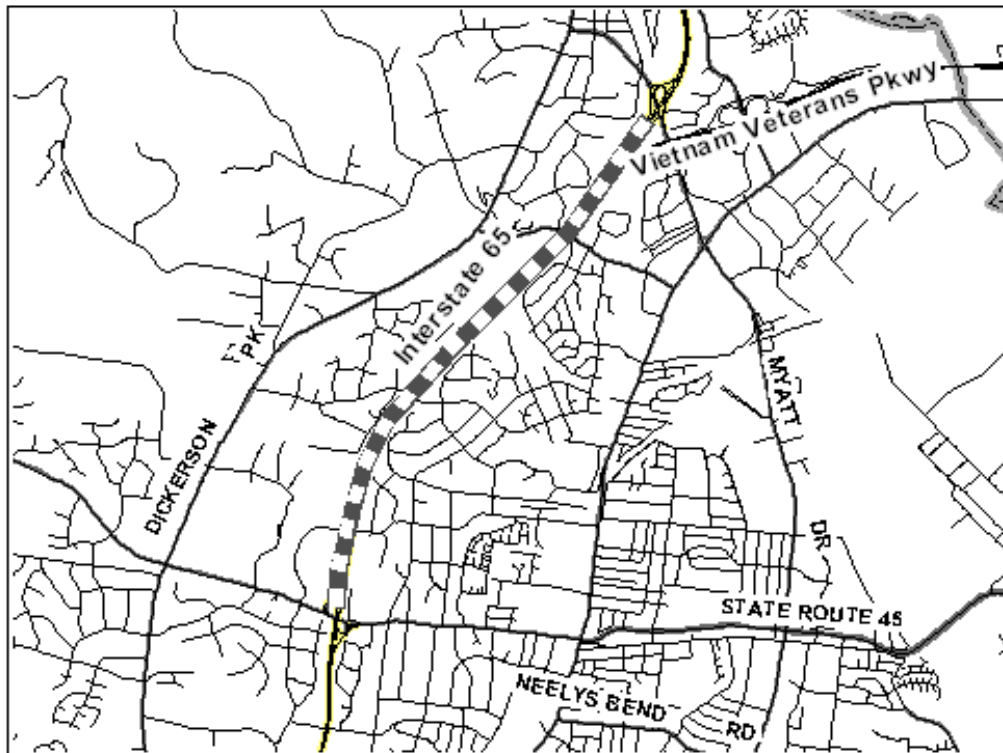 Vietnam Veterans Pkwy
Interstate 65
DICKERSON PK
MYATT DR
STATE ROUTE 45
NEELYS BEND RD